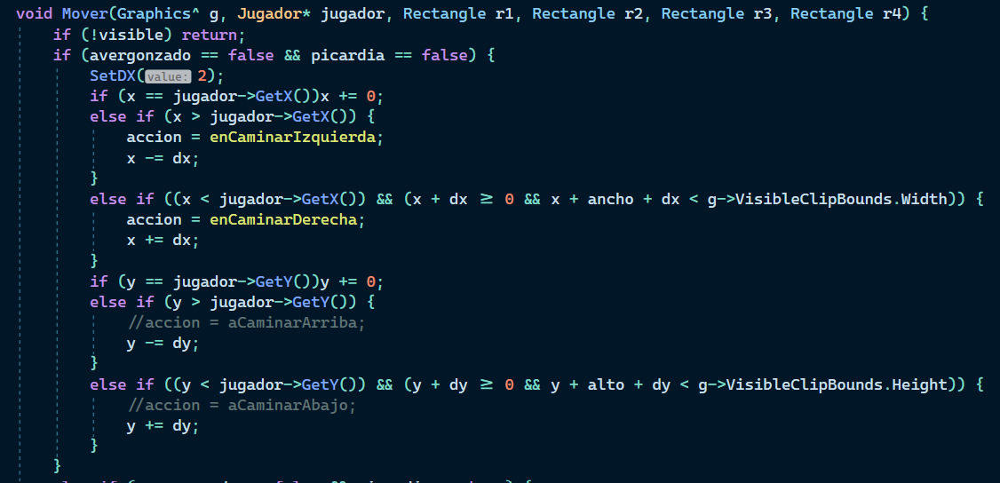 void Mover(Graphics^ g, Jugador* jugador, Rectangle r1, Rectangle r2, Rectangle r3, Rectangle r4) {
if (!visible) return;
if (avergonzado == false && picardia == false) {
SetDX(value: 2);
if (x == jugador->GetX())x += 0;
else if (x > jugador->GetX()) {
accion = enCaminarIzquierda;
x -= dx;
}
else if ((x < jugador->GetX()) && (x + dx ≥ 0 && x + ancho + dx < g->VisibleClipBounds.Width)) {
accion = enCaminarDerecha;
x += dx;
}
if (y == jugador->GetY())y += 0;
else if (y > jugador->GetY()) {
//accion = aCaminarArriba;
y -= dy;
}
else if ((y < jugador->GetY()) && (y + dy ≥ 0 && y + alto + dy < g->VisibleClipBounds.Height)) {
//accion = aCaminarAbajo;
y += dy;
}
}